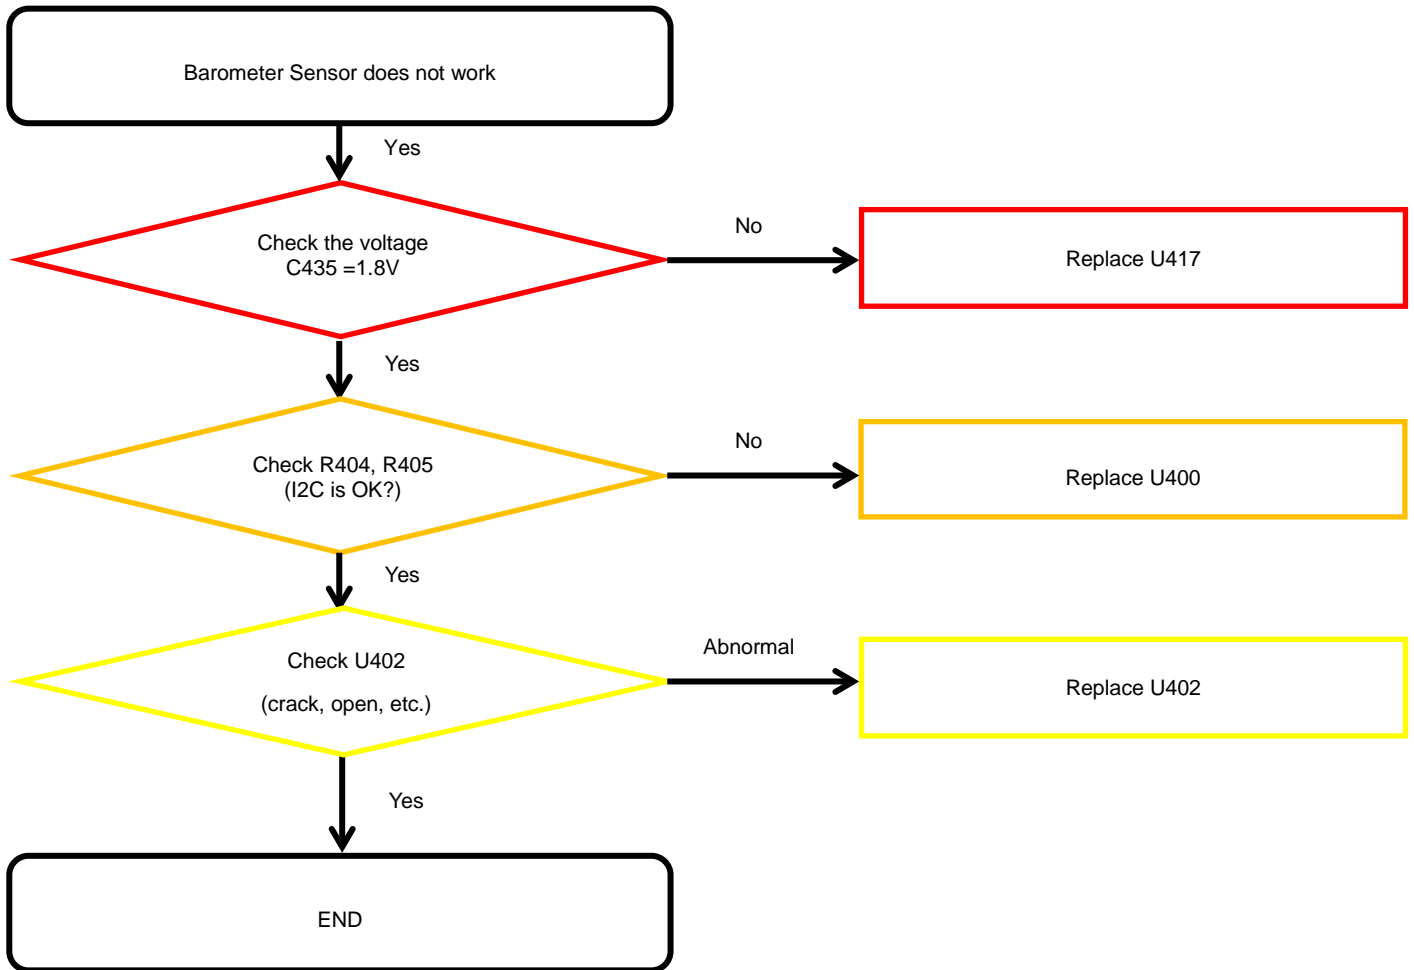 Barometer Sensor does not work
Yes
Check the voltage
C435 =1.8V
No
Replace U417
Yes
Check R404, R405
(I2C is OK?)
No
Replace U400
Yes
Check U402
(crack, open, etc.)
Abnormal
Replace U402
Yes
END